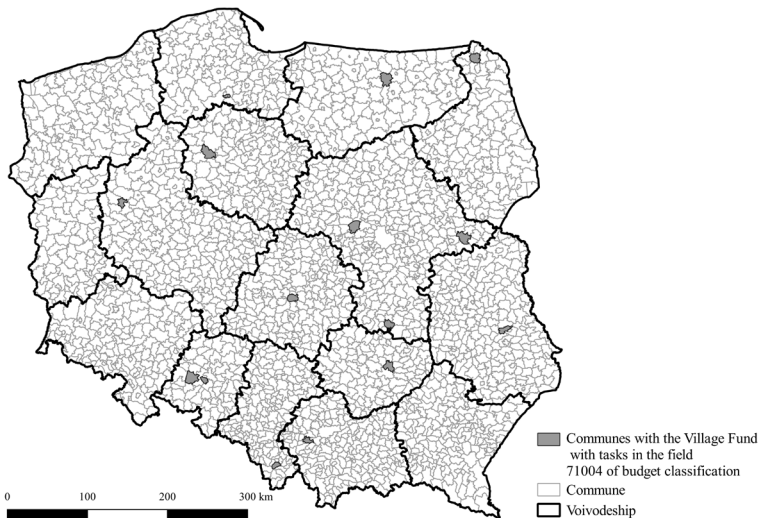 Communes with the Village Fund
with tasks in the field
71004 of budget classification
Commune
Voivodeship
0 100 200 300 km